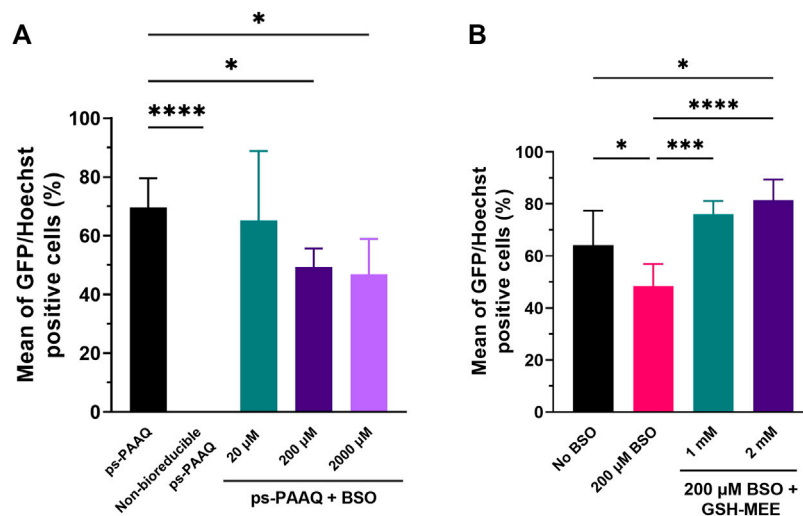 A
Mean of GFP/Hoechst
positive cells (%)
100
80
60
40
20
0
*
*
****
ps-PAAQ
Non-bioreducible
ps-PAAQ
20 µM
200 µM
2000 µM
ps-PAAQ + BSO
B
Mean of GFP/Hoechst
positive cells (%)
100
80
60
40
20
0
*
****
*
***
No BSO
200 µM BSO
1 mM
2 mM
200 µM BSO +
GSH-MEE